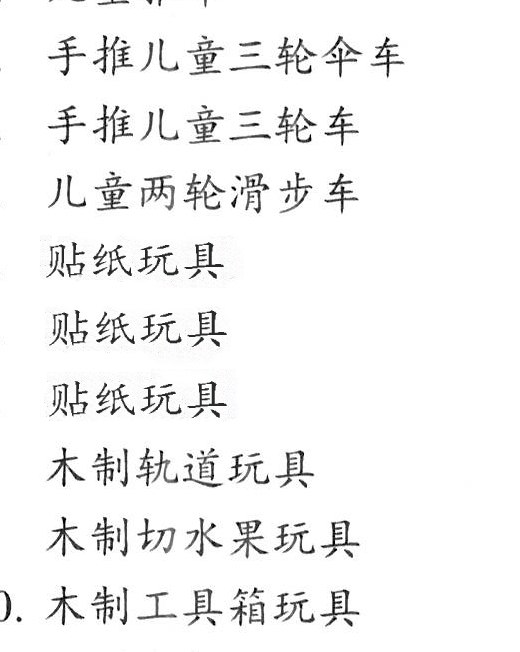 手推儿童三轮伞车
手推儿童三轮车
儿童两轮滑步车
贴纸玩具
贴纸玩具
贴纸玩具
木制轨道玩具
木制切水果玩具
0. 木制工具箱玩具